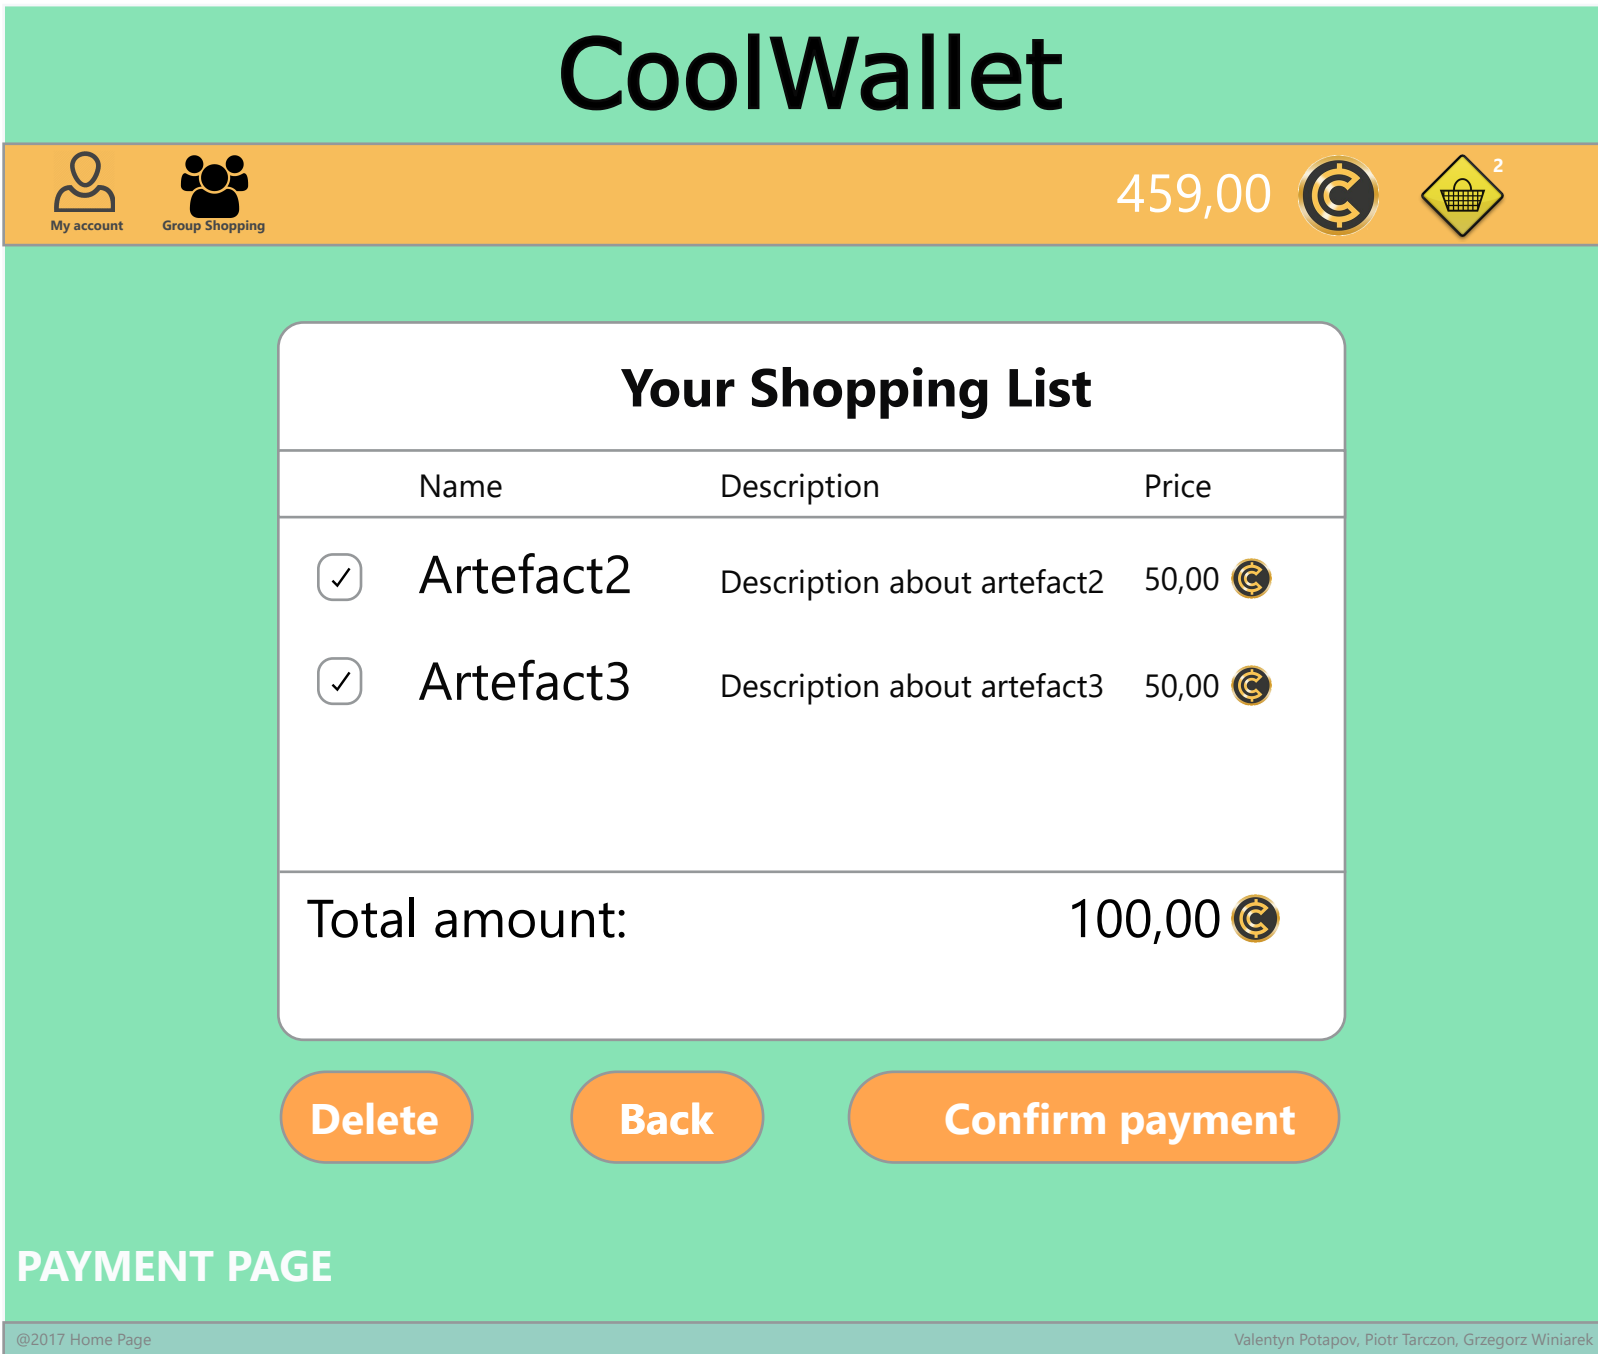 CoolWallet
459,00
2
My account
Group Shopping
Your Shopping List
Name Description Price
Artefact2 Description about artefact2 50,00
Artefact3 Description about artefact3 50,00
Total amount: 100,00
Delete Back Confirm payment
PAYMENT PAGE
@2017 Home Page Valentyn Potapov, Piotr Tarczon, Grzegorz Winiarek